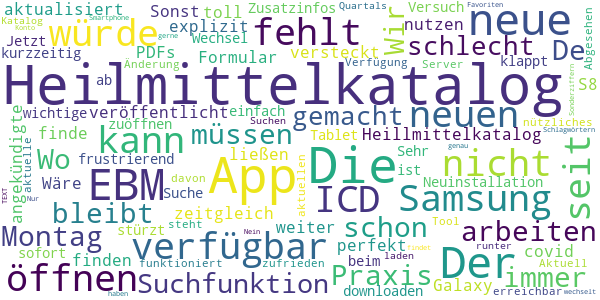 aktualisiert Sonst toll Zusatzinfos Quartals Versuch Favoriten
Katalog Smartphone Konto gerne
würde fehlt explizit Wechsel Wir nutzen neue
Jetzt kurzzeitig PDFs Formular versteckt schlecht De
Änderung Verfügung Server klappt Abgesehen
Heilmittelkatalog ab S8
wichtige veröffentlicht einfach Suchen gemacht neuen nützliches Sonderziffern
angekündigte finde zuöffnen müssen Tablet Heillmittelkatalog Schlagwörtern
Wo kann ließen Sehr genau
aktuelle frustrierend davon Die nicht seit
Wäre EBM Suche App aktuellen ICD ist Neuinstallation Samsung
TEXT Nur bleibt zeitgleich weiter schon Tool arbeiten
Montag stürzt steht Nein perfekt Der finden covid
sofort finden verfügbar beim laden Praxis Galaxy runter Aktuell
öffnen funktioniert zufrieden Suchfunktion downloaden immer erreichbar
haben wechselt